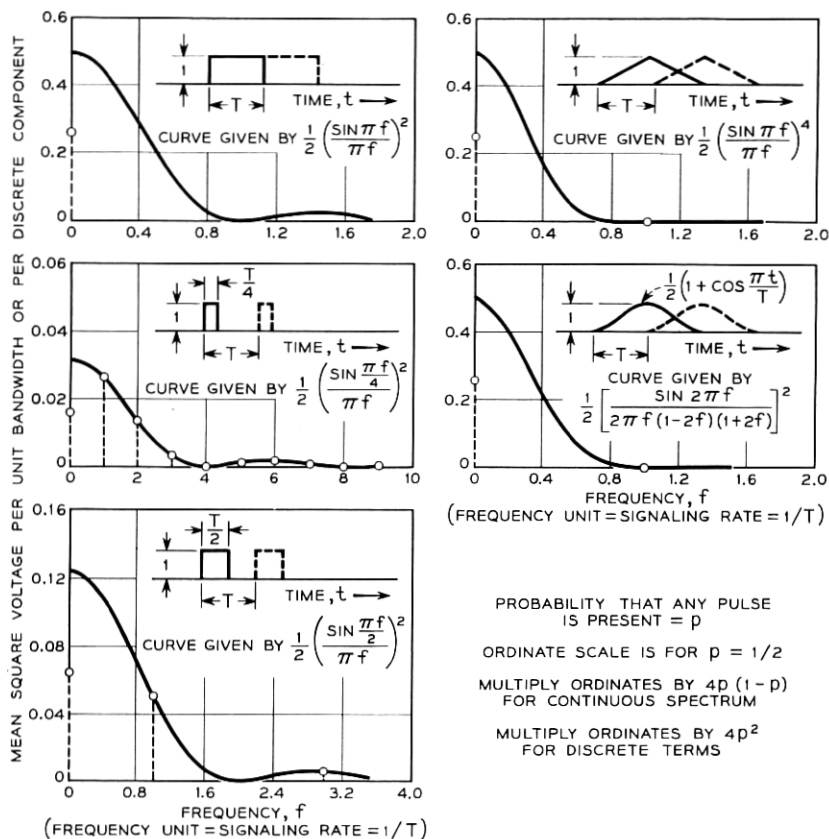 MEAN SQUARE VOLTAGE PER UNIT BANDWIDTH OR PER DISCRETE COMPONENT
0.6
0.4
0.2
0
0 0.4 0.8 1.2 1.6 2.0
1
T
TIME, t
CURVE GIVEN BY 1/2 (SIN πf / πf)²
0.6
0.4
0.2
0
0 0.4 0.8 1.2 1.6 2.0
1
T
TIME, t
CURVE GIVEN BY 1/2 (SIN πf / πf)⁴
0.06
0.04
0.02
0
0 2 4 6 8 10
T/4
1
T
TIME, t
CURVE GIVEN BY 1/2 (SIN πf/4 / πf)²
0.6
0.4
0.2
0
0 0.4 0.8 1.2 1.6 2.0
1/2 (1 + COS πt/T)
1
T
TIME, t
CURVE GIVEN BY
1/2 [SIN 2πf / 2πf (1-2f) (1+2f)]²
FREQUENCY, f
(FREQUENCY UNIT = SIGNALING RATE = 1/T)
0.16
0.12
0.08
0.04
0
0 0.8 1.6 2.4 3.2 4.0
T/2
1
T
TIME, t
CURVE GIVEN BY 1/2 (SIN πf/2 / πf)²
FREQUENCY, f
(FREQUENCY UNIT = SIGNALING RATE = 1/T)
PROBABILITY THAT ANY PULSE
IS PRESENT = p
ORDINATE SCALE IS FOR p = 1/2
MULTIPLY ORDINATES BY 4p (1-p)
FOR CONTINUOUS SPECTRUM
MULTIPLY ORDINATES BY 4p²
FOR DISCRETE TERMS